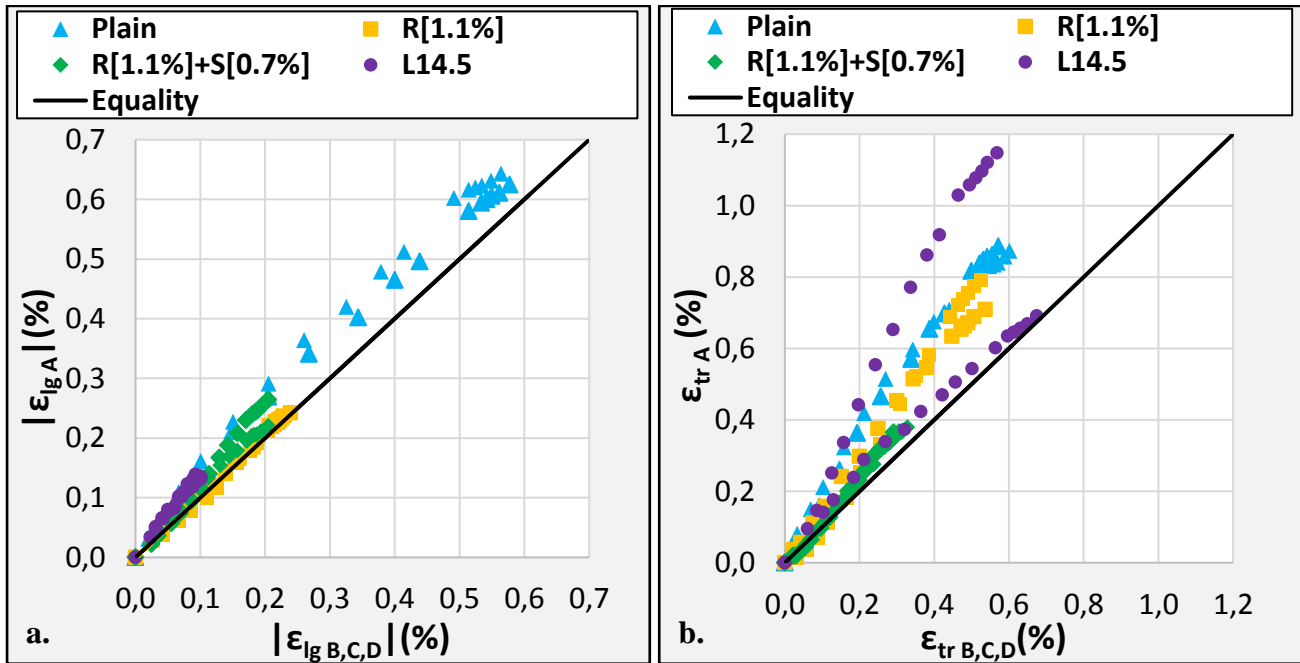 Plain R[1.1%]
R[1.1%]+S[0.7%] L14.5
Equality
0,7
0,6
0,5
0,4
0,3
0,2
0,1
0,0
|ε_lg A| (%)
0,0 0,1 0,2 0,3 0,4 0,5 0,6 0,7
a.
|ε_lg B,C,D| (%)
Plain R[1.1%]
R[1.1%]+S[0.7%] L14.5
Equality
1,2
1,0
0,8
0,6
0,4
0,2
0,0
ε_tr A (%)
0,0 0,2 0,4 0,6 0,8 1,0 1,2
b.
ε_tr B,C,D(%)